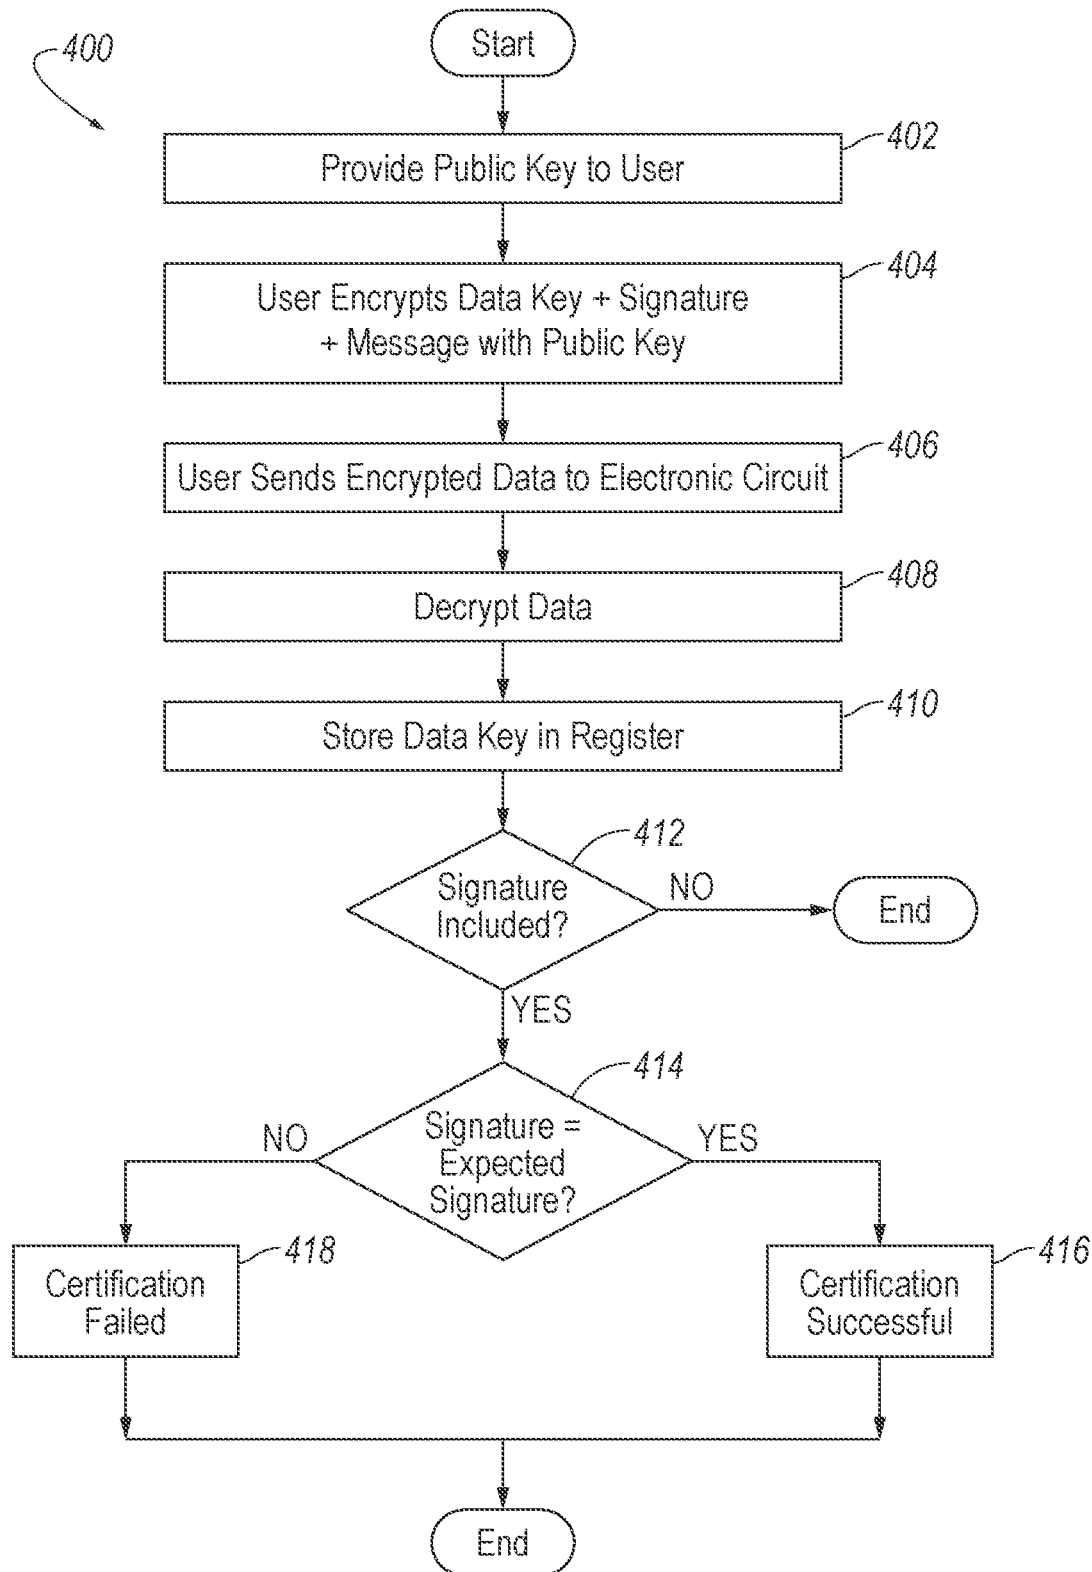 400
Start
402
Provide Public Key to User
404
User Encrypts Data Key + Signature
+ Message with Public Key
406
User Sends Encrypted Data to Electronic Circuit
408
Decrypt Data
410
Store Data Key in Register
412
Signature
Included?
NO
End
YES
414
Signature =
Expected
Signature?
NO
YES
418
Certification
Failed
416
Certification
Successful
End